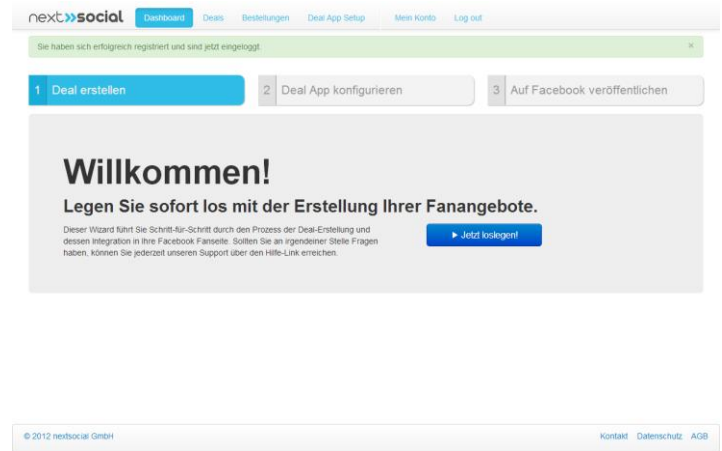 next»social Dashboard Deals Bestellungen Deal App Setup Mein Konto Log out
Sie haben sich erfolgreich registriert und sind jetzt eingeloggt. ×
1 Deal erstellen 2 Deal App konfigurieren 3 Auf Facebook veröffentlichen
Willkommen!
Legen Sie sofort los mit der Erstellung Ihrer Fanangebote.
Dieser Wizard führt Sie Schritt-für-Schritt durch den Prozess der Deal-Erstellung und
dessen Integration in Ihre Facebook Fanseite. Sollten Sie an irgendeiner Stelle Fragen
haben, können Sie jederzeit unseren Support über den Hilfe-Link erreichen.
Jetzt loslegen!
© 2012 nextsocial GmbH Kontakt Datenschutz AGB